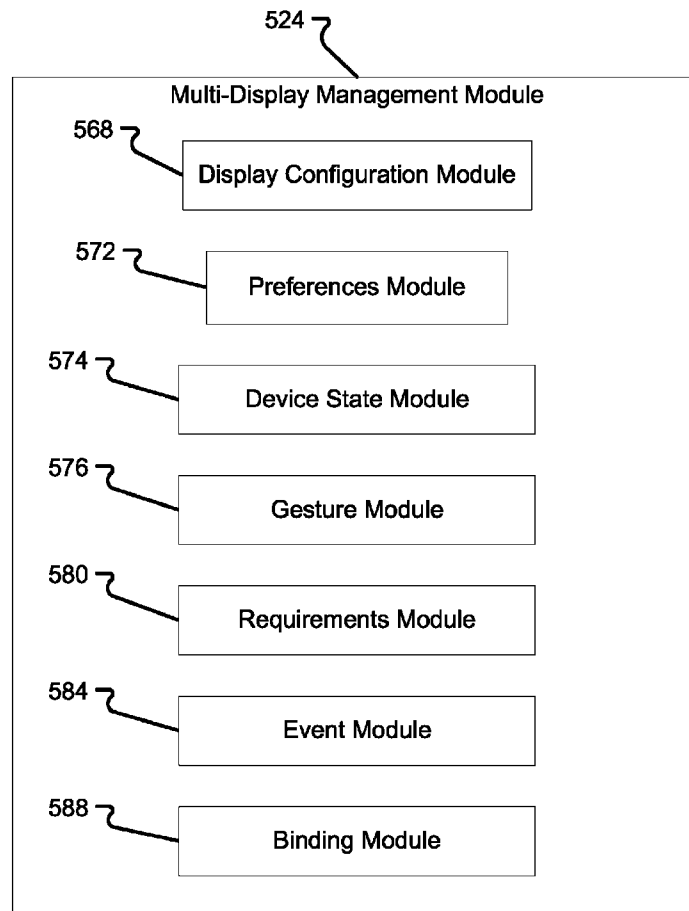 524
Multi-Display Management Module
568
Display Configuration Module
572
Preferences Module
574
Device State Module
576
Gesture Module
580
Requirements Module
584
Event Module
588
Binding Module